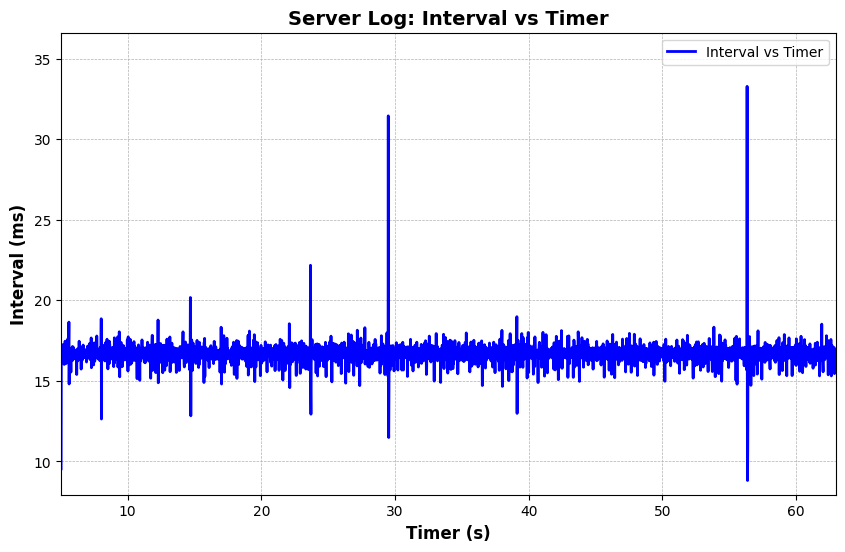 Server Log: Interval vs Timer
Interval vs Timer
35
30
25
20
15
10
Interval (ms)
10 20 30 40 50 60
Timer (s)